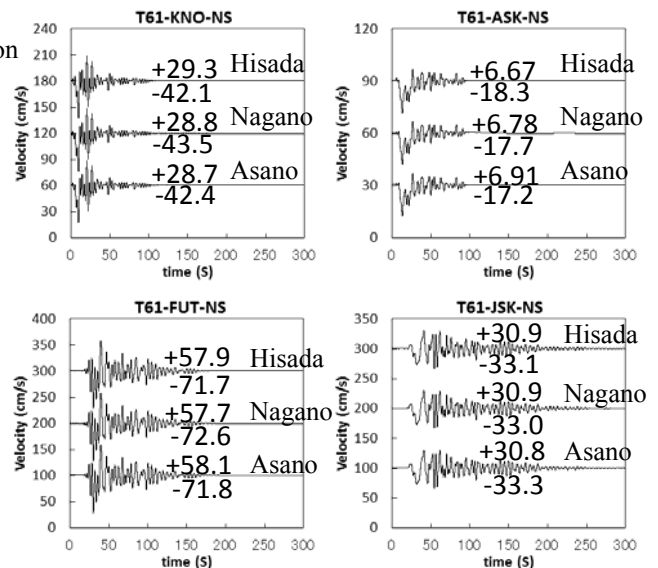 on
T61-KNO-NS
Velocity (cm/s)
240
210
180
150
120
90
60
30
0
+29.3 Hisada
-42.1
+28.8 Nagano
-43.5
+28.7 Asano
-42.4
0 50 100 150 200 250 300
time (S)
T61-ASK-NS
Velocity (cm/s)
120
90
60
30
0
+6.67 Hisada
-18.3
+6.78 Nagano
-17.7
+6.91 Asano
-17.2
0 50 100 150 200 250 300
time (S)
T61-FUT-NS
Velocity (cm/s)
400
350
300
250
200
150
100
50
0
+57.9 Hisada
-71.7
+57.7 Nagano
-72.6
+58.1 Asano
-71.8
0 50 100 150 200 250 300
time (S)
T61-JSK-NS
Velocity (cm/s)
350
300
250
200
150
100
50
0
+30.9 Hisada
-33.1
+30.9 Nagano
-33.0
+30.8 Asano
-33.3
0 50 100 150 200 250 300
time (S)